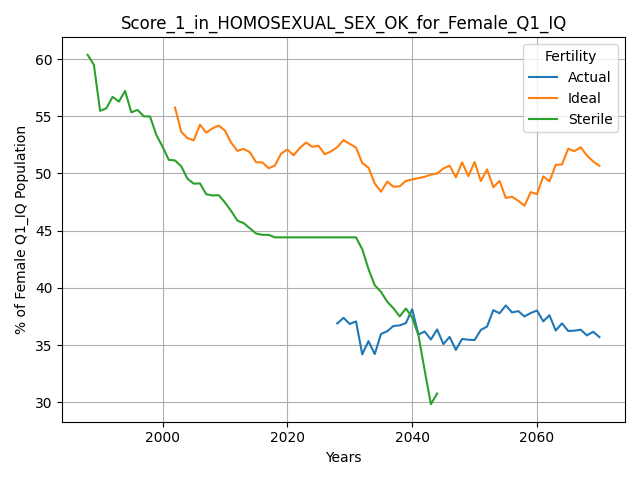 Score_1_in_HOMOSEXUAL_SEX_OK_for_Female_Q1_IQ
Fertility
Actual
Ideal
Sterile
% of Female Q1_IQ Population
60
55
50
45
40
35
30
2000
2020
2040
2060
Years